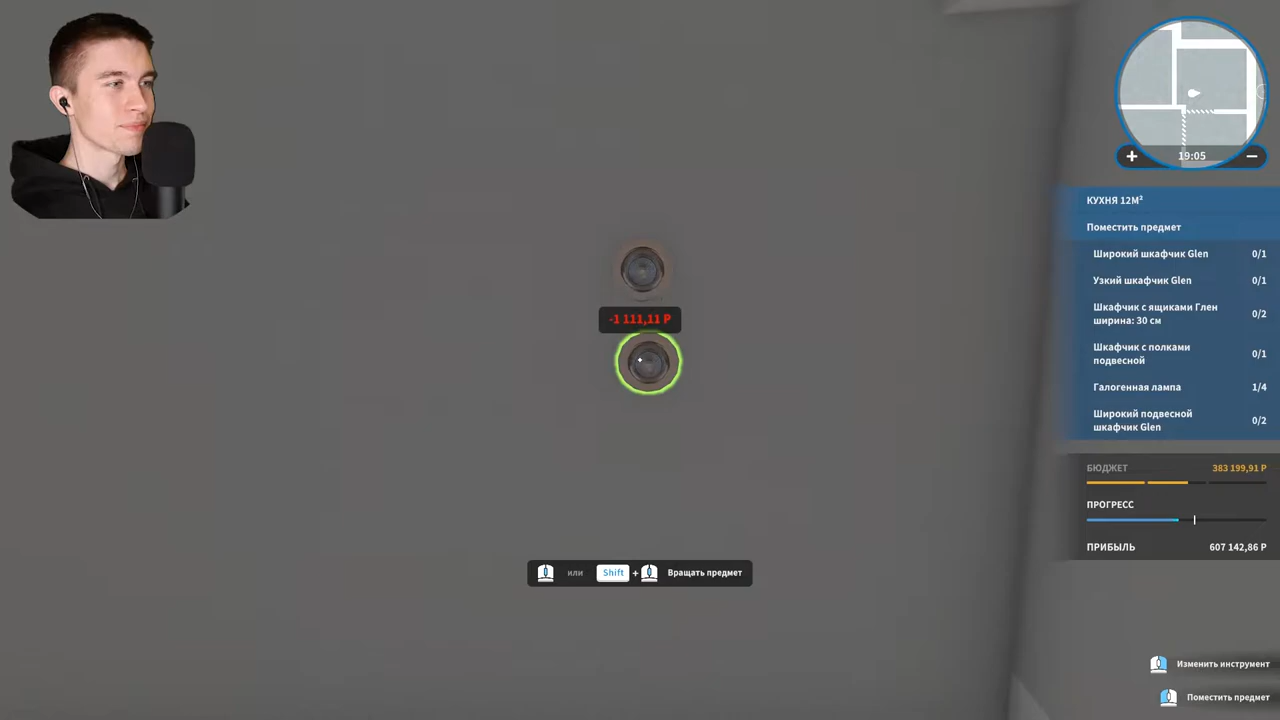 19:05
КУХНЯ 12М²
Поместить предмет
Широкий шкафчик Glen 0/1
Узкий шкафчик Glen 0/1
Шкафчик с ящиками Глен
ширина: 30 см 0/2
Шкафчик с полками
подвесной 0/1
Галогенная лампа 1/4
Широкий подвесной
шкафчик Glen 0/2
-1 111,11 Р
БЮДЖЕТ 383 199,91 Р
ПРОГРЕСС
ПРИБЫЛЬ 607 142,86 Р
или Shift + Вращать предмет
Изменить инструмент
Поместить предмет